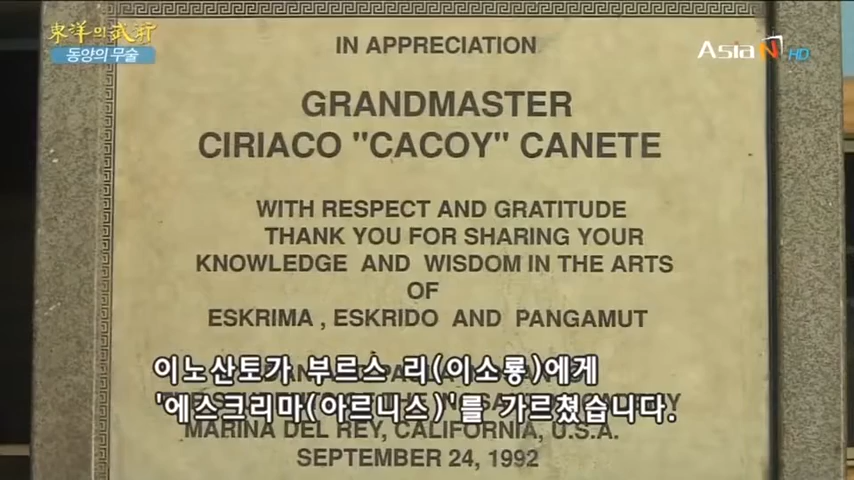 東洋의武術
동양의 무술
Asia N HD
IN APPRECIATION
GRANDMASTER
CIRIACO "CACOY" CANETE
WITH RESPECT AND GRATITUDE
THANK YOU FOR SHARING YOUR
KNOWLEDGE AND WISDOM IN THE ARTS
OF
ESKRIMA , ESKRIDO AND PANGAMUT
이노산토가 부르스 리(이소룡)에게
'에스크리마(아르니스)'를 가르쳤습니다.
MARINA DEL REY, CALIFORNIA, U.S.A.
SEPTEMBER 24, 1992